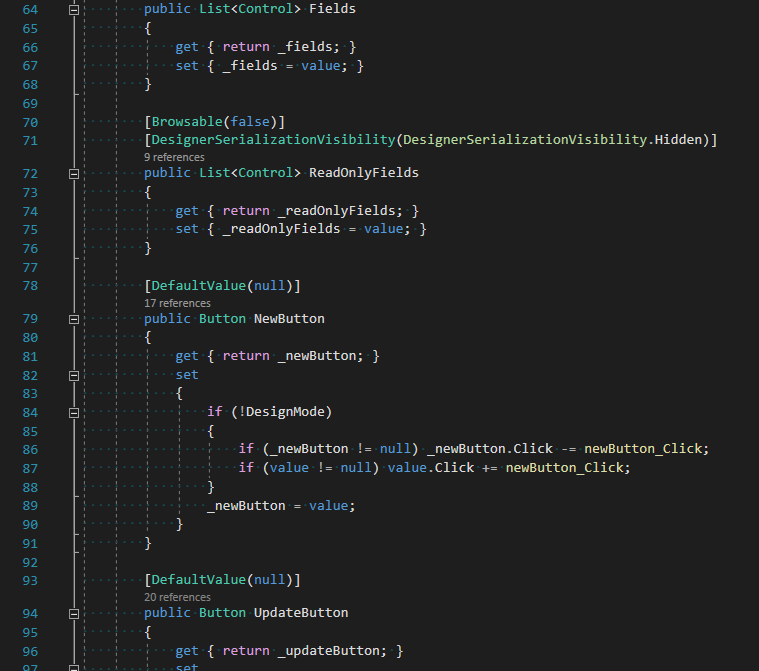 64 public List<Control> Fields
65 {
66 get { return _fields; }
67 set { _fields = value; }
68 }
69
70 [Browsable(false)]
71 [DesignerSerializationVisibility(DesignerSerializationVisibility.Hidden)]
9 references
72 public List<Control> ReadOnlyFields
73 {
74 get { return _readOnlyFields; }
75 set { _readOnlyFields = value; }
76 }
77
78 [DefaultValue(null)]
17 references
79 public Button NewButton
80 {
81 get { return _newButton; }
82 set
83 {
84 if (!DesignMode)
85 {
86 if (_newButton != null) _newButton.Click -= newButton_Click;
87 if (value != null) value.Click += newButton_Click;
88 }
89 _newButton = value;
90 }
91 }
92
93 [DefaultValue(null)]
20 references
94 public Button UpdateButton
95 {
96 get { return _updateButton; }
97 set